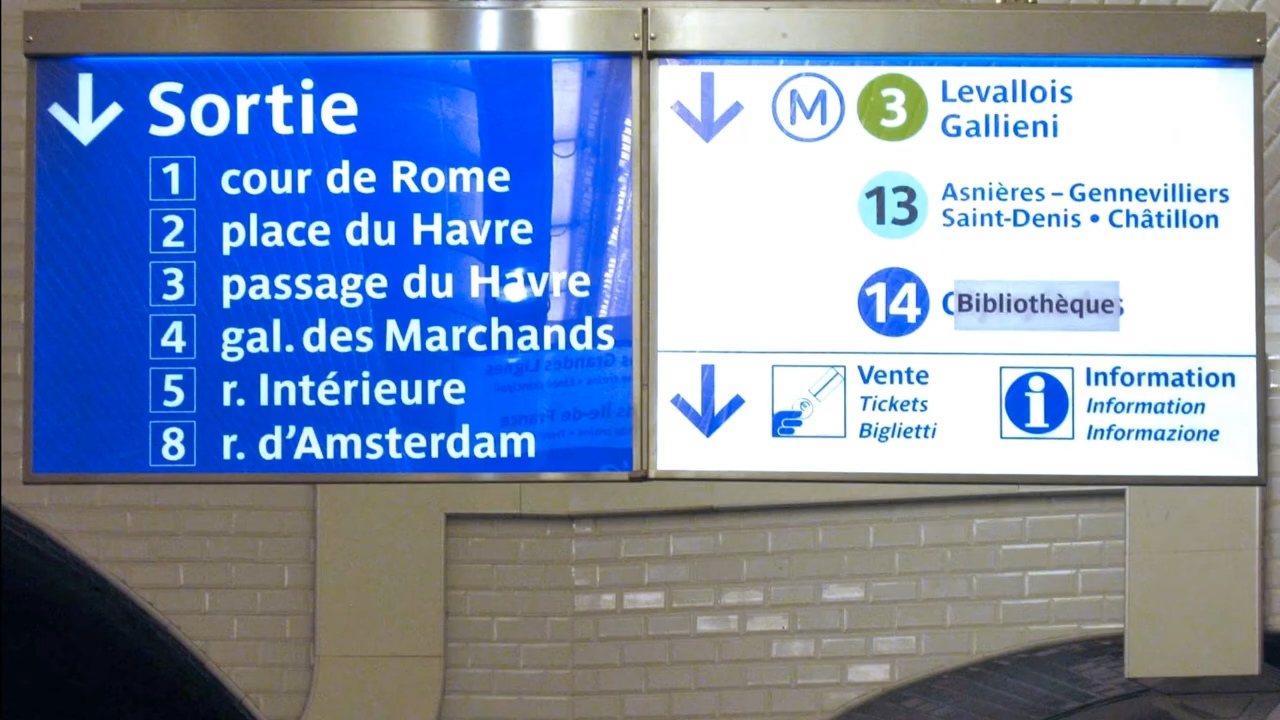 Sortie
1 cour de Rome
2 place du Havre
3 passage du Havre
4 gal. des Marchands
5 r. Intérieure
8 r. d’Amsterdam
M 3 Levallois
Gallieni
13 Asnières – Gennevilliers
Saint-Denis • Châtillon
14 Bibliothèque
Vente
Tickets
Biglietti
i Information
Information
Informazione